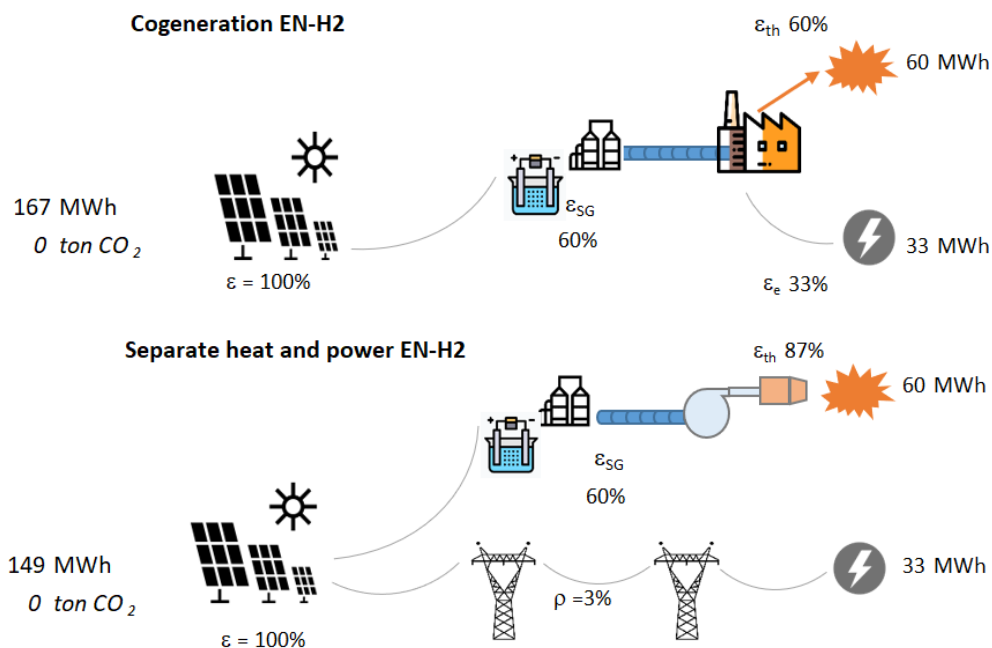 Cogeneration EN-H2
εth 60%
60 MWh
167 MWh
0 ton CO2
+ −
εSG
60%
33 MWh
ε = 100%
εe 33%
Separate heat and power EN-H2
εth 87%
60 MWh
+ −
εSG
60%
149 MWh
0 ton CO2
33 MWh
ρ =3%
ε = 100%